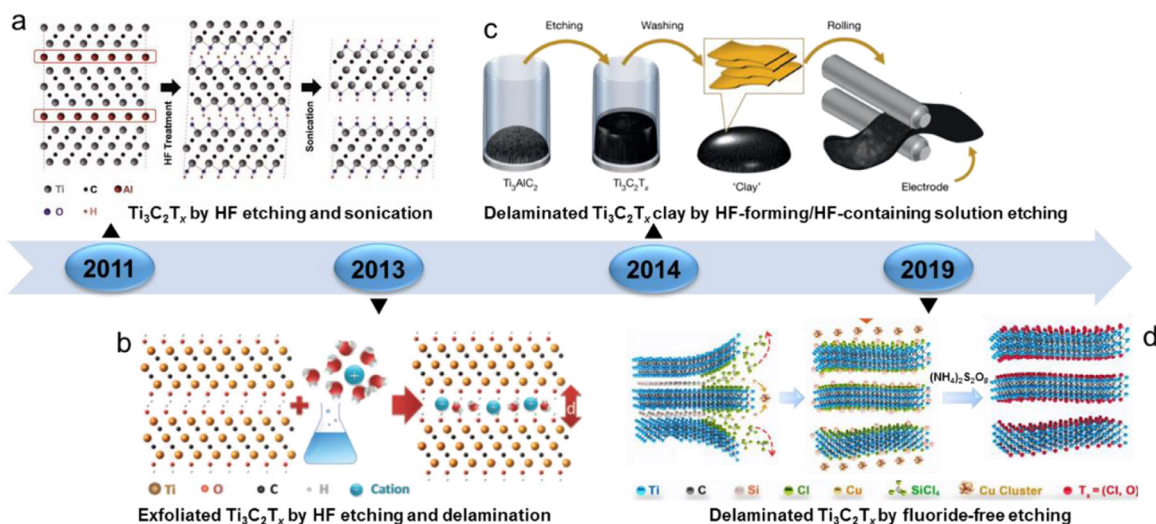 a
HF Treatment
Sonication
Ti
C
Al
O
H
Ti₃C₂Tₓ by HF etching and sonication
c
Etching
Washing
Rolling
Ti₃AlC₂
Ti₃C₂Tₓ
'Clay'
Electrode
Delaminated Ti₃C₂Tₓ clay by HF-forming/HF-containing solution etching
2011
2013
2014
2019
b
+
+
d
Ti
O
C
H
Cation
Exfoliated Ti₃C₂Tₓ by HF etching and delamination
d
(NH₄)₂S₂O₈
Ti
C
Si
Cl
Cu
SiCl₄
Cu Cluster
Tₓ = (Cl, O)
Delaminated Ti₃C₂Tₓ by fluoride-free etching